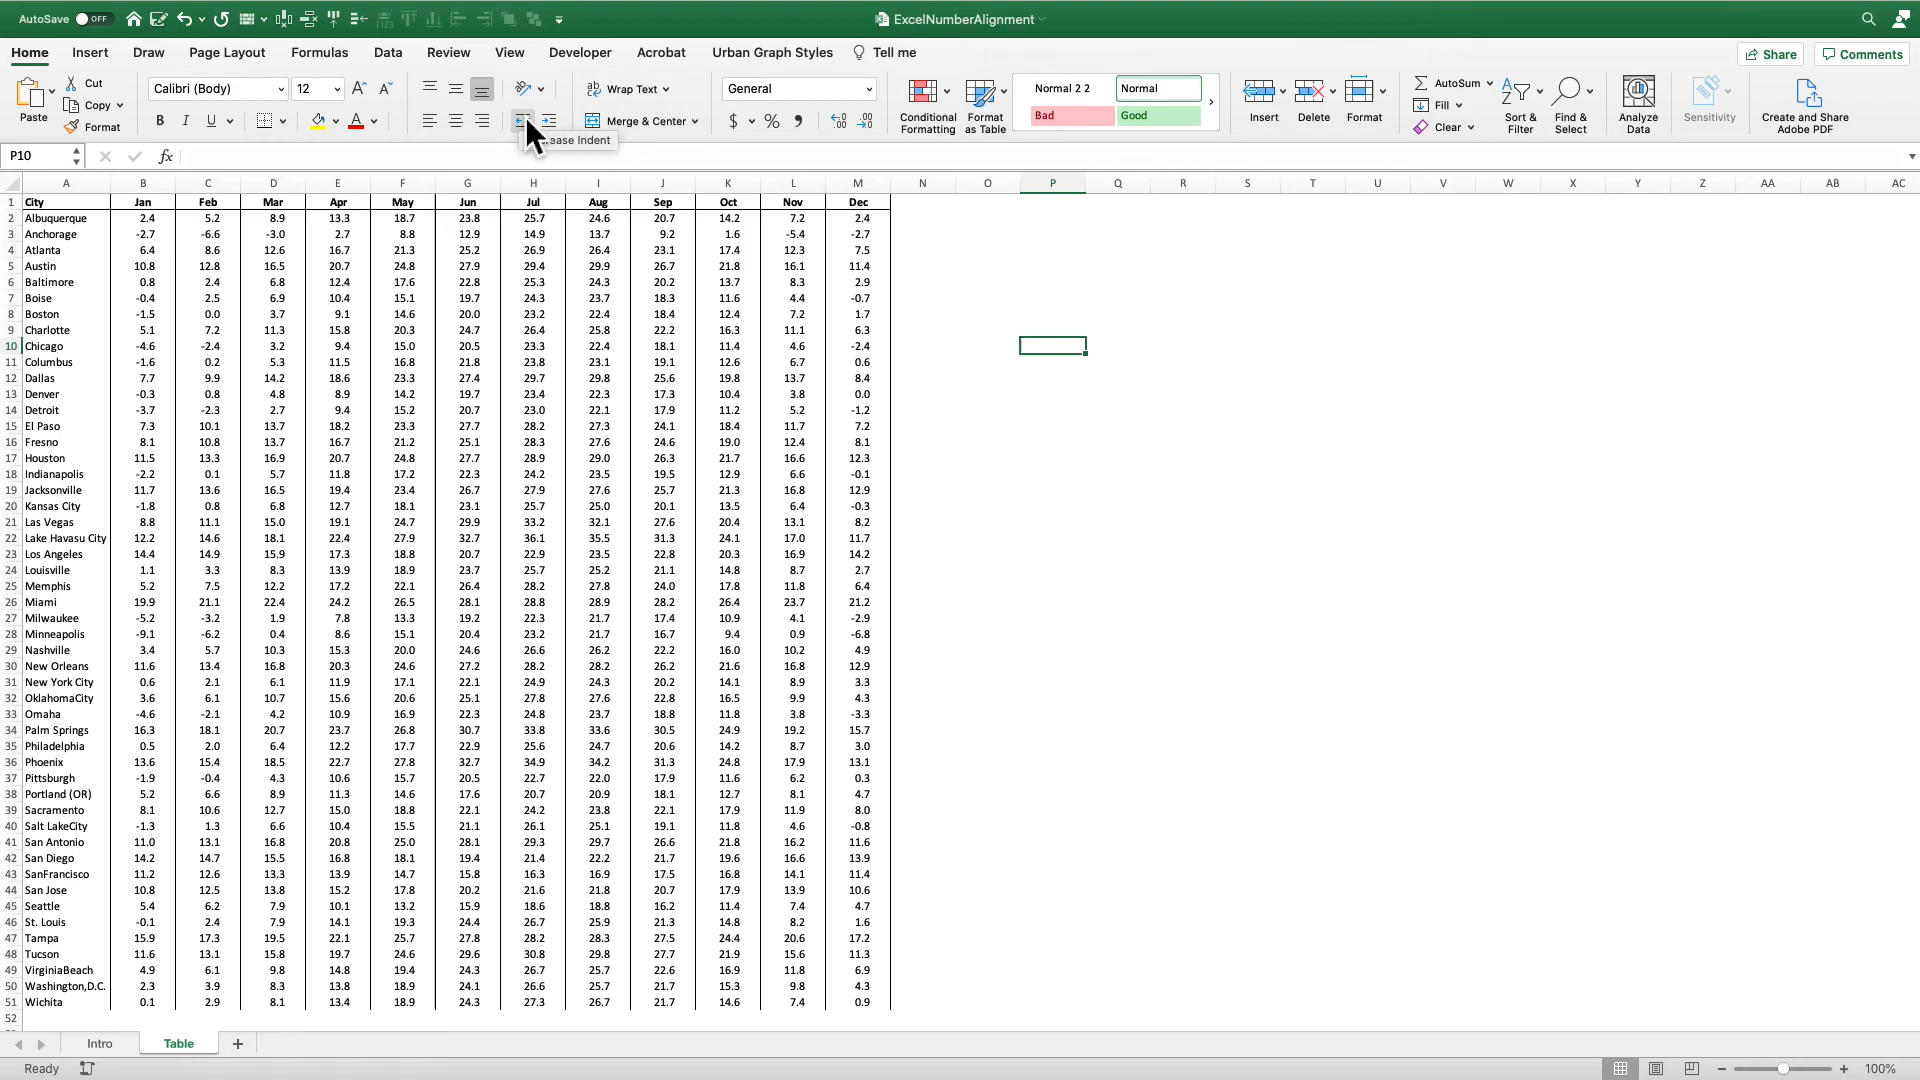 AutoSave OFF ExcelNumberAlignment
Home Insert Draw Page Layout Formulas Data Review View Developer Acrobat Urban Graph Styles Tell me Share Comments
Paste Cut Copy Format Calibri (Body) 12 A A Wrap Text General Conditional Formatting Format as Table Normal 2 2 Normal Bad Good Insert Delete Format AutoSum Fill Clear Sort & Filter Find & Select Analyze Data Sensitivity Create and Share Adobe PDF
B I U A Merge & Center $ % 
ease Indent
P10 fx
A B C D E F G H I J K L M N O P Q R S T U V W X Y Z AA AB AC
1 City Jan Feb Mar Apr May Jun Jul Aug Sep Oct Nov Dec
2 Albuquerque 2.4 5.2 8.9 13.3 18.7 23.8 25.7 24.6 20.7 14.2 7.2 2.4
3 Anchorage -2.7 -6.6 -3.0 2.7 8.8 12.9 14.9 13.7 9.2 1.6 -5.4 -2.7
4 Atlanta 6.4 8.6 12.6 16.7 21.3 25.2 26.9 26.4 23.1 17.4 12.3 7.5
5 Austin 10.8 12.8 16.5 20.7 24.8 27.9 29.4 29.9 26.7 21.8 16.1 11.4
6 Baltimore 0.8 2.4 6.8 12.4 17.6 22.8 25.3 24.3 20.2 13.7 8.3 2.9
7 Boise -0.4 2.5 6.9 10.4 15.1 19.7 24.3 23.7 18.3 11.6 4.4 -0.7
8 Boston -1.5 0.0 3.7 9.1 14.6 20.0 23.2 22.4 18.4 12.4 7.2 1.7
9 Charlotte 5.1 7.2 11.3 15.8 20.3 24.7 26.4 25.8 22.2 16.3 11.1 6.3
10 Chicago -4.6 -2.4 3.2 9.4 15.0 20.5 23.3 22.4 18.1 11.4 4.6 -2.4
11 Columbus -1.6 0.2 5.3 11.5 16.8 21.8 23.8 23.1 19.1 12.6 6.7 0.6
12 Dallas 7.7 9.9 14.2 18.6 23.3 27.4 29.7 29.8 25.6 19.8 13.7 8.4
13 Denver -0.3 0.8 4.8 8.9 14.2 19.7 23.4 22.3 17.3 10.4 3.8 0.0
14 Detroit -3.7 -2.3 2.7 9.4 15.2 20.7 23.0 22.1 17.9 11.2 5.2 -1.2
15 El Paso 7.3 10.1 13.7 18.2 23.3 27.7 28.2 27.3 24.1 18.4 11.7 7.2
16 Fresno 8.1 10.8 13.7 16.7 21.2 25.1 28.3 27.6 24.6 19.0 12.4 8.1
17 Houston 11.5 13.3 16.9 20.7 24.8 27.7 28.9 29.0 26.3 21.7 16.6 12.3
18 Indianapolis -2.2 0.1 5.7 11.8 17.2 22.3 24.2 23.5 19.5 12.9 6.6 -0.1
19 Jacksonville 11.7 13.6 16.5 19.4 23.4 26.7 27.9 27.6 25.7 21.3 16.8 12.9
20 Kansas City -1.8 0.8 6.8 12.7 18.1 23.1 25.7 25.0 20.1 13.5 6.4 -0.3
21 Las Vegas 8.8 11.1 15.0 19.1 24.7 29.9 33.2 32.1 27.6 20.4 13.1 8.2
22 Lake Havasu City 12.2 14.6 18.1 22.4 27.9 32.7 36.1 35.5 31.3 24.1 17.0 11.7
23 Los Angeles 14.4 14.9 15.9 17.3 18.8 20.7 22.9 23.5 22.8 20.3 16.9 14.2
24 Louisville 1.1 3.3 8.3 13.9 18.9 23.7 25.7 25.2 21.1 14.8 8.7 2.7
25 Memphis 5.2 7.5 12.2 17.2 22.1 26.4 28.2 27.8 24.0 17.8 11.8 6.4
26 Miami 19.9 21.1 22.4 24.2 26.5 28.1 28.8 28.9 28.2 26.4 23.7 21.2
27 Milwaukee -5.2 -3.2 1.9 7.8 13.3 19.2 22.3 21.7 17.4 10.9 4.1 -2.9
28 Minneapolis -9.1 -6.2 0.4 8.6 15.1 20.4 23.2 21.7 16.7 9.4 0.9 -6.8
29 Nashville 3.4 5.7 10.3 15.3 20.0 24.6 26.6 26.2 22.2 16.0 10.2 4.9
30 New Orleans 11.6 13.4 16.8 20.3 24.6 27.2 28.2 28.2 26.2 21.6 16.8 12.9
31 New York City 0.6 2.1 6.1 11.9 17.1 22.1 24.9 24.3 20.2 14.1 8.9 3.3
32 OklahomaCity 3.6 6.1 10.7 15.6 20.6 25.1 27.8 27.6 22.8 16.5 9.9 4.3
33 Omaha -4.6 -2.1 4.2 10.9 16.9 22.3 24.8 23.7 18.8 11.8 3.8 -3.3
34 Palm Springs 16.3 18.1 20.7 23.7 26.8 30.7 33.8 33.6 30.5 24.9 19.2 15.7
35 Philadelphia 0.5 2.0 6.4 12.2 17.7 22.9 25.6 24.7 20.6 14.2 8.7 3.0
36 Phoenix 13.6 15.4 18.5 22.7 27.8 32.7 34.9 34.2 31.3 24.8 17.9 13.1
37 Pittsburgh -1.9 -0.4 4.3 10.6 15.7 20.5 22.7 22.0 17.9 11.6 6.2 0.3
38 Portland (OR) 5.2 6.6 8.9 11.3 14.6 17.6 20.7 20.9 18.1 12.7 8.1 4.7
39 Sacramento 8.1 10.6 12.7 15.0 18.8 22.1 24.2 23.8 22.1 17.9 11.9 8.0
40 Salt LakeCity -1.3 1.3 6.6 10.4 15.5 21.1 26.1 25.1 19.1 11.8 4.6 -0.8
41 San Antonio 11.0 13.1 16.8 20.8 25.0 28.1 29.3 29.7 26.6 21.8 16.2 11.6
42 San Diego 14.2 14.7 15.5 16.8 18.1 19.4 21.4 22.2 21.7 19.6 16.6 13.9
43 SanFrancisco 11.2 12.6 13.3 13.9 14.7 15.8 16.3 16.9 17.5 16.8 14.1 11.4
44 San Jose 10.8 12.5 13.8 15.2 17.8 20.2 21.6 21.8 20.7 17.9 13.9 10.6
45 Seattle 5.4 6.2 7.9 10.1 13.2 15.9 18.6 18.8 16.2 11.4 7.4 4.7
46 St. Louis -0.1 2.4 7.9 14.1 19.3 24.4 26.7 25.9 21.3 14.8 8.2 1.6
47 Tampa 15.9 17.3 19.5 22.1 25.7 27.8 28.2 28.3 27.5 24.4 20.6 17.2
48 Tucson 11.6 13.1 15.8 19.7 24.6 29.6 30.8 29.8 27.7 21.9 15.6 11.3
49 VirginiaBeach 4.9 6.1 9.8 14.8 19.4 24.3 26.7 25.7 22.6 16.9 11.8 6.9
50 Washington,D.C. 2.3 3.9 8.3 13.8 18.9 24.1 26.6 25.7 21.7 15.3 9.8 4.3
51 Wichita 0.1 2.9 8.1 13.4 18.9 24.3 27.3 26.7 21.7 14.6 7.4 0.9
52
Intro Table +
Ready 100%